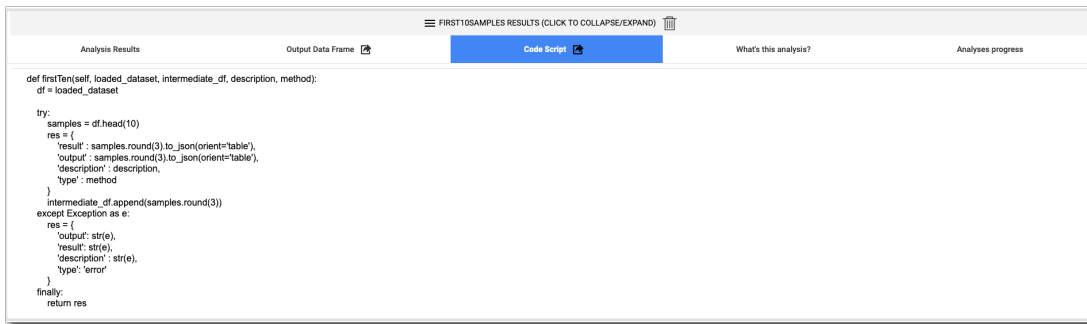 FIRST10SAMPLES RESULTS (CLICK TO COLLAPSE/EXPAND)
Analysis Results
Output Data Frame
Code Script
What's this analysis?
Analyses progress
def firstTen(self, loaded_dataset, intermediate_df, description, method):
df = loaded_dataset
try:
samples = df.head(10)
res = {
'result' : samples.round(3).to_json(orient='table'),
'output' : samples.round(3).to_json(orient='table'),
'description' : description,
'type' : method
}
intermediate_df.append(samples.round(3))
except Exception as e:
res = {
'output': str(e),
'result': str(e),
'description' : str(e),
'type': 'error'
}
finally:
return res